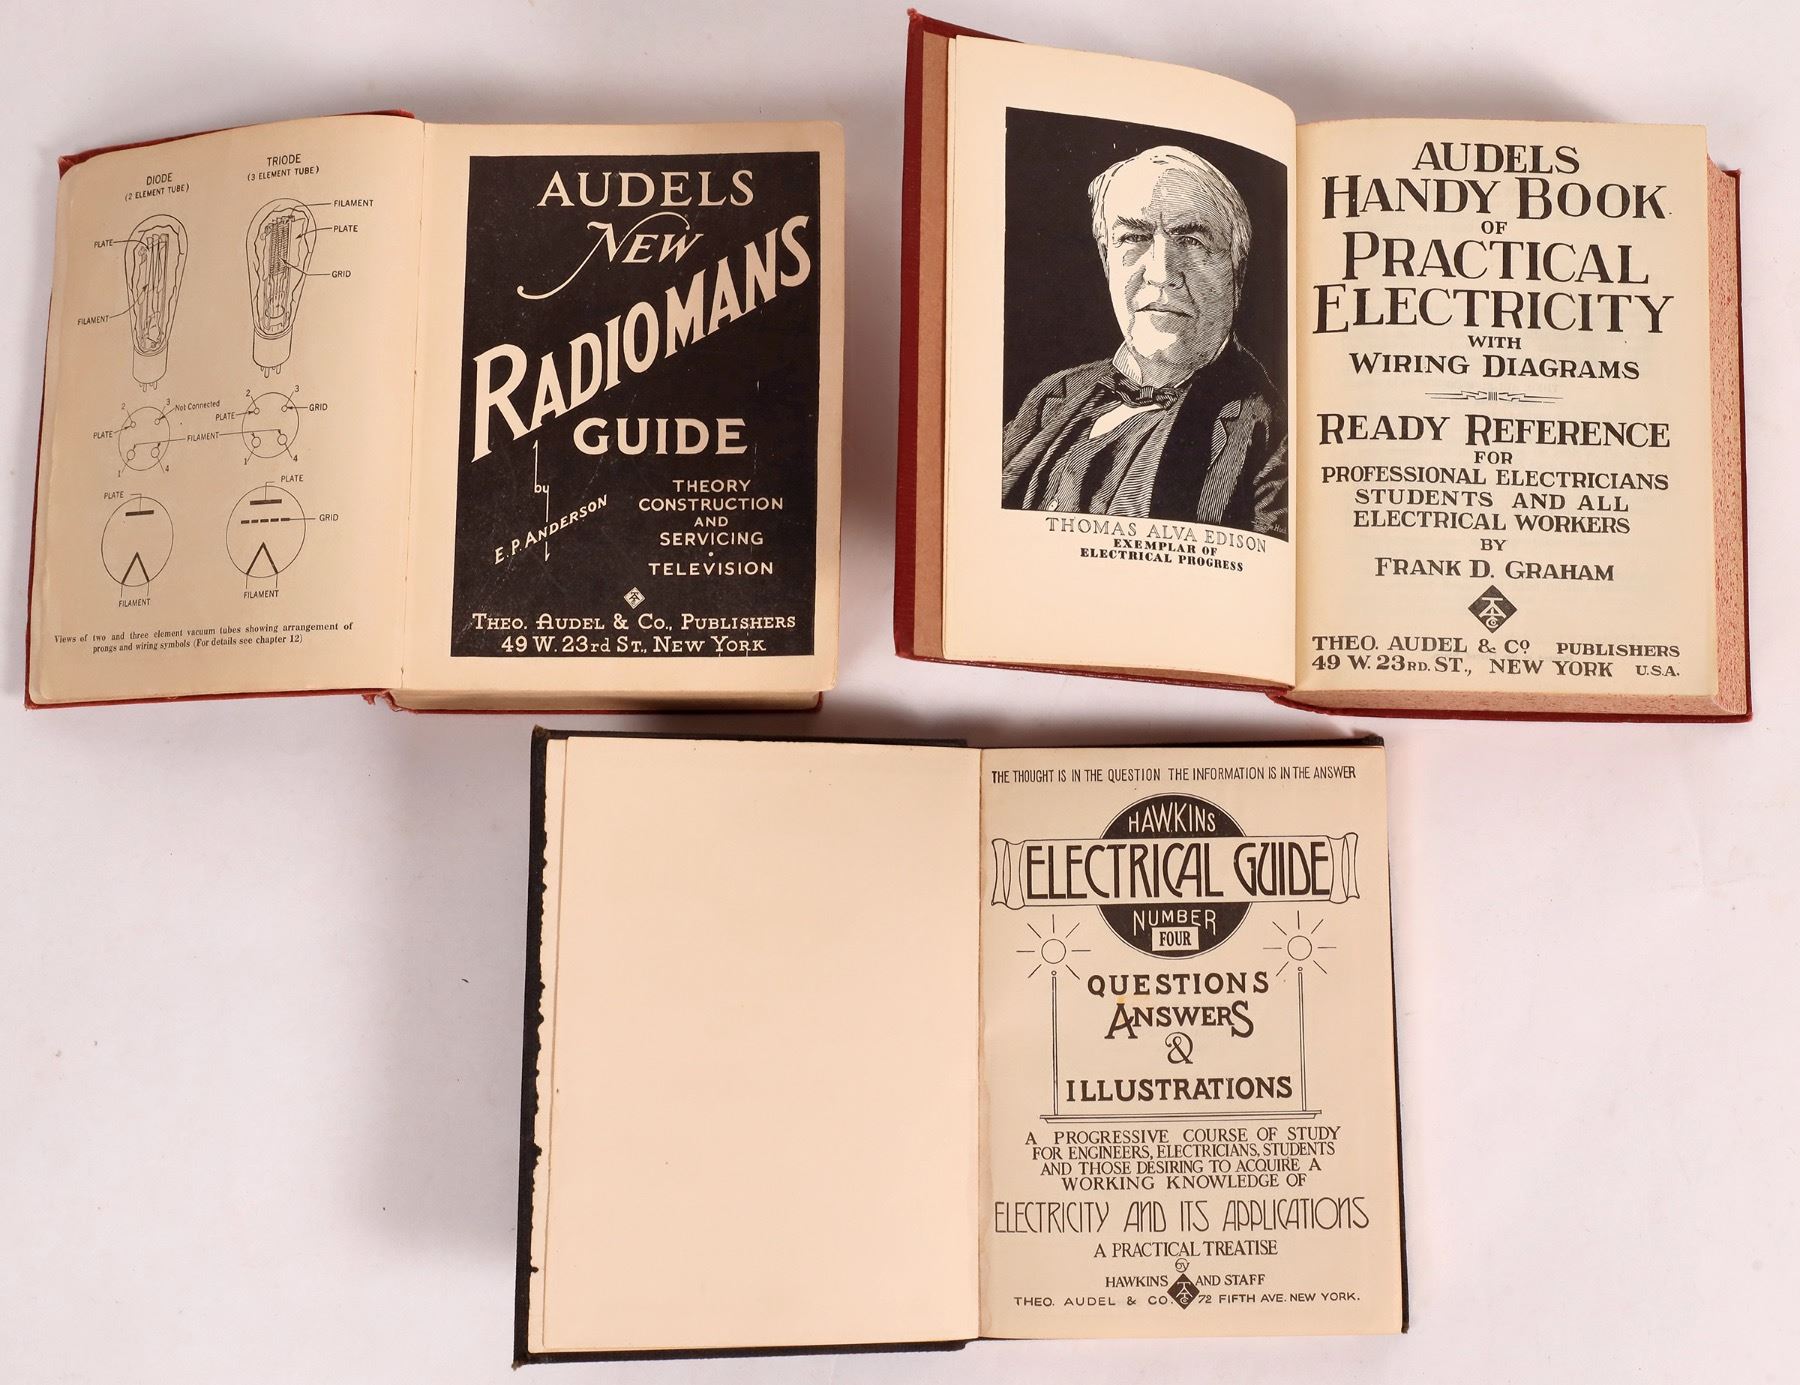 DIODE
(2 ELEMENT TUBE)
TRIODE
(3 ELEMENT TUBE)
FILAMENT
PLATE
PLATE
GRID
FILAMENT
2
3
Not Connected
2
3
PLATE
GRID
PLATE
FILAMENT
1
4
1
4
PLATE
PLATE
GRID
FILAMENT
FILAMENT
Views of two and three element vacuum tubes showing arrangement of
prongs and wiring symbols (For details see chapter 12)
AUDELS
NEW
RADIOMANS
GUIDE
by
E.P. ANDERSON
THEORY
CONSTRUCTION
AND
SERVICING
•
TELEVISION
THEO. AUDEL & CO., PUBLISHERS
49 W. 23rd ST., NEW YORK
THOMAS ALVA EDISON
EXEMPLAR OF
ELECTRICAL PROGRESS
AUDELS
HANDY BOOK
OF
PRACTICAL
ELECTRICITY
WITH
WIRING DIAGRAMS
READY REFERENCE
FOR
PROFESSIONAL ELECTRICIANS
STUDENTS AND ALL
ELECTRICAL WORKERS
BY
FRANK D. GRAHAM
THEO. AUDEL & CO PUBLISHERS
49 W. 23RD. ST., NEW YORK U.S.A.
THE THOUGHT IS IN THE QUESTION THE INFORMATION IS IN THE ANSWER
HAWKINS
ELECTRICAL GUIDE
NUMBER
FOUR
QUESTIONS
ANSWERS
&
ILLUSTRATIONS
A PROGRESSIVE COURSE OF STUDY
FOR ENGINEERS, ELECTRICIANS, STUDENTS
AND THOSE DESIRING TO ACQUIRE A
WORKING KNOWLEDGE OF
ELECTRICITY AND ITS APPLICATIONS
A PRACTICAL TREATISE
by
HAWKINS AND STAFF
THEO. AUDEL & CO. 72 FIFTH AVE. NEW YORK.